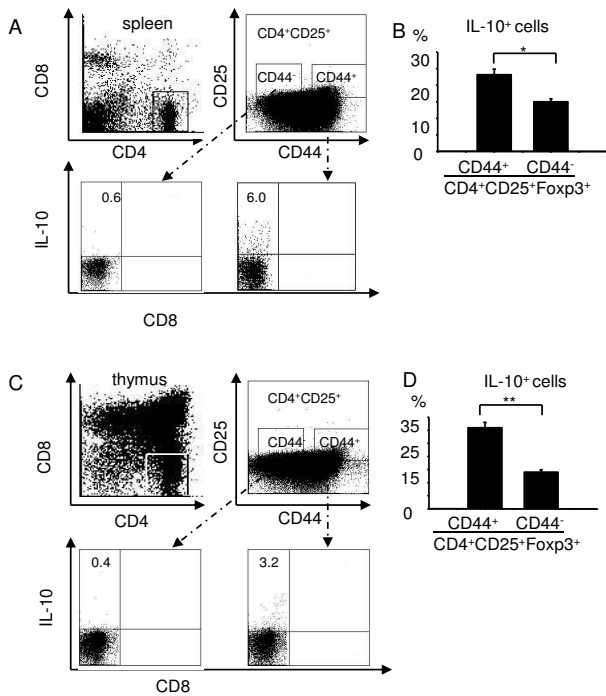 A
spleen
CD8
CD4
CD25
CD4⁺CD25⁺
CD44⁻
CD44⁺
CD44
IL-10
0.6
6.0
CD8
B
%
IL-10⁺ cells
*
30
20
10
0
CD44⁺
CD44⁻
CD4⁺CD25⁺Foxp3⁺
C
thymus
CD8
CD4
CD25
CD4⁺CD25⁺
CD44⁻
CD44⁺
CD44
IL-10
0.4
3.2
CD8
D
IL-10⁺ cells
%
**
35
25
15
0
CD44⁺
CD44⁻
CD4⁺CD25⁺Foxp3⁺